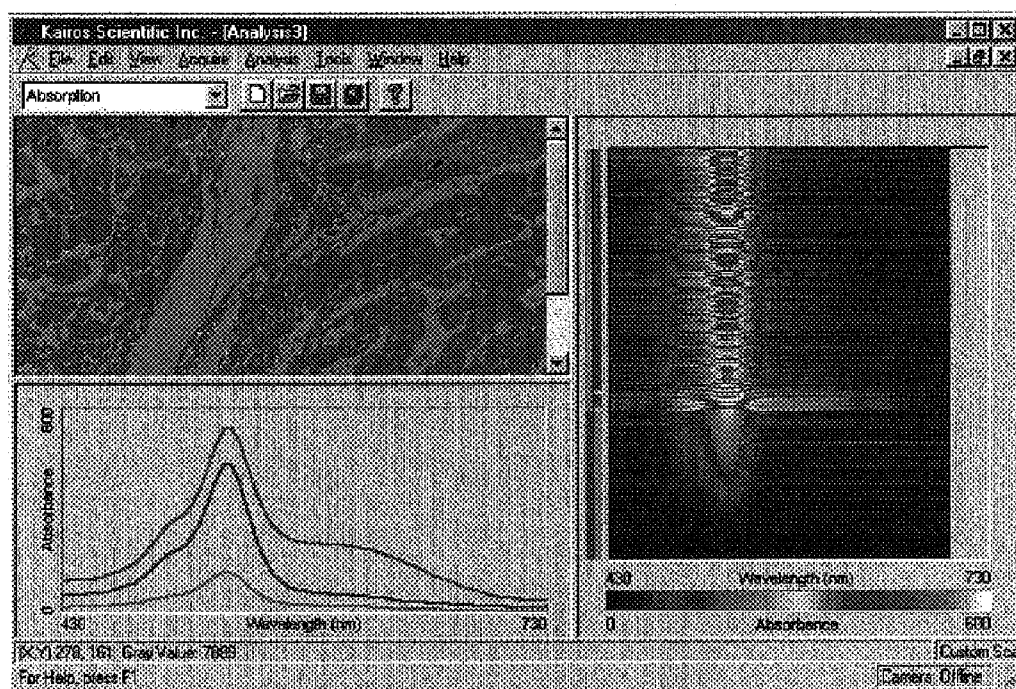 Kairos Scientific Inc. - [Analysis3]
File Edit View Acquire Analysis Tools Window Help
Absorption
600
Absorbance
0
430 Wavelength (nm) 730
430 Wavelength (nm) 730
0 Absorbance 600
(X,Y) 270, 161 Gray Value:
For Help, press F1
Custom Sca
Camera: Offline